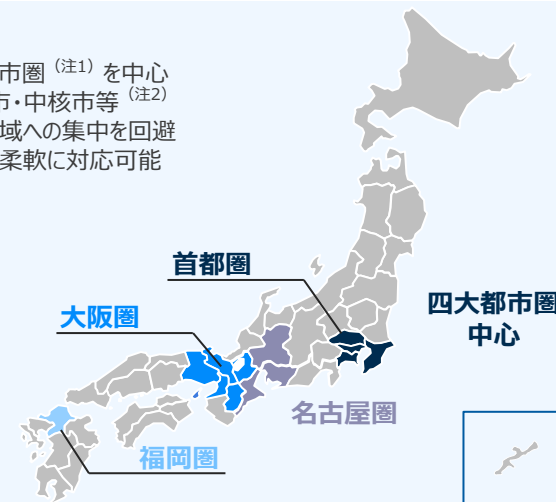 市圏（注1）を中心
市・中核市等（注2）
域への集中を回避
柔軟に対応可能
首都圏
四大都市圏
中心
大阪圏
名古屋圏
福岡圏